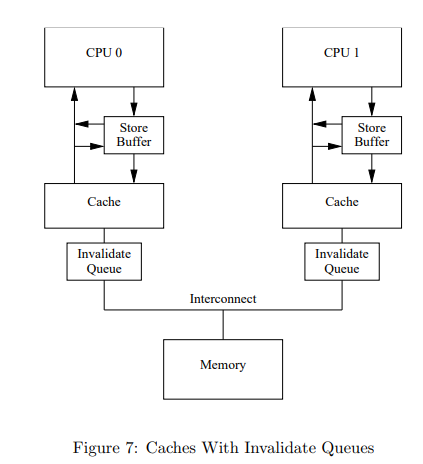 CPU 0
CPU 1
Store
Buffer
Store
Buffer
Cache
Cache
Invalidate
Queue
Invalidate
Queue
Interconnect
Memory
Figure 7: Caches With Invalidate Queues